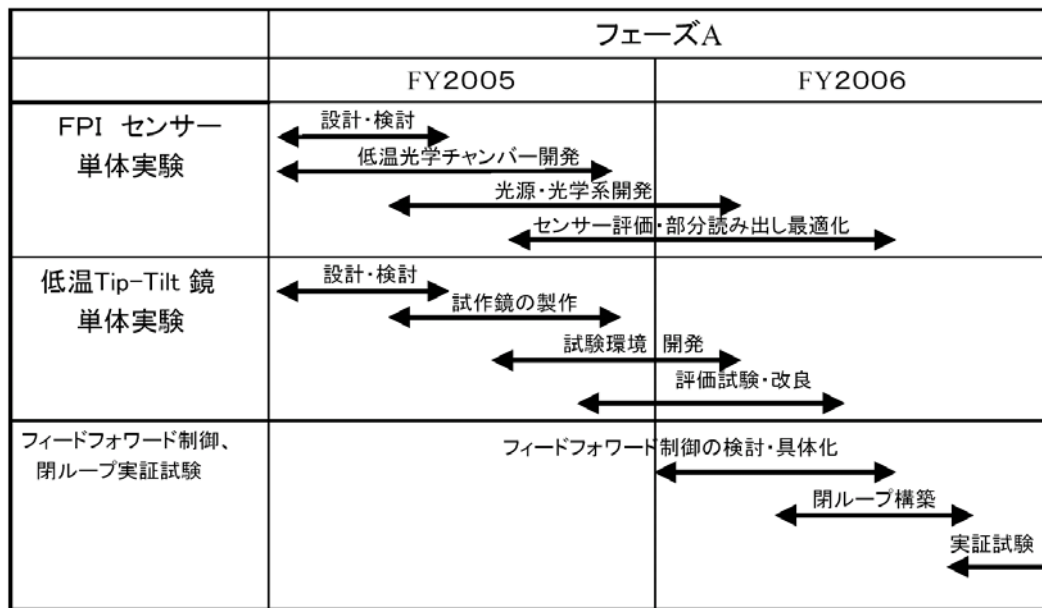 フェーズA
FY2005
FY2006
FPI センサー
単体実験
設計・検討
低温光学チャンバー開発
光源・光学系開発
センサー評価・部分読み出し最適化
低温Tip-Tilt 鏡
単体実験
設計・検討
試作鏡の製作
試験環境 開発
評価試験・改良
フィードフォワード制御、
閉ループ実証試験
フィードフォワード制御の検討・具体化
閉ループ構築
実証試験